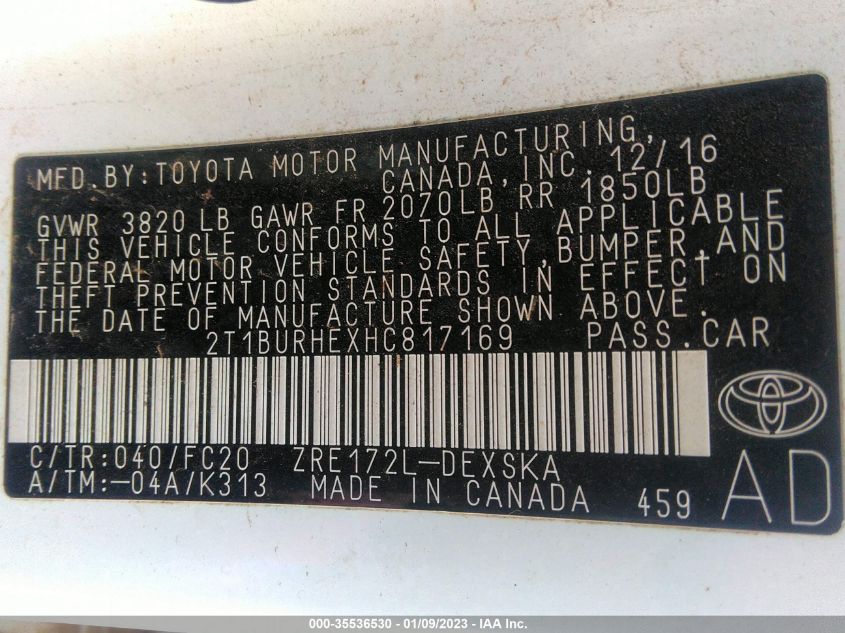 MFD.BY:TOYOTA MOTOR MANUFACTURING,
CANADA,INC.12/16
GVWR 3820LB GAWR FR 2070LB RR 1850LB
THIS VEHICLE CONFORMS TO ALL APPLICABLE
FEDERAL MOTOR VEHICLE SAFETY,BUMPER,AND
THEFT PREVENTION STANDARDS IN EFFECT ON
THE DATE OF MANUFACTURE SHOWN ABOVE.
2T1BURHEXHC817169 PASS.CAR
C/TR:040/FC20 ZRE172L-DEXSKA
A/TM:-04A/K313 MADE IN CANADA 459 AD
000-35536530 - 01/09/2023 - IAA Inc.